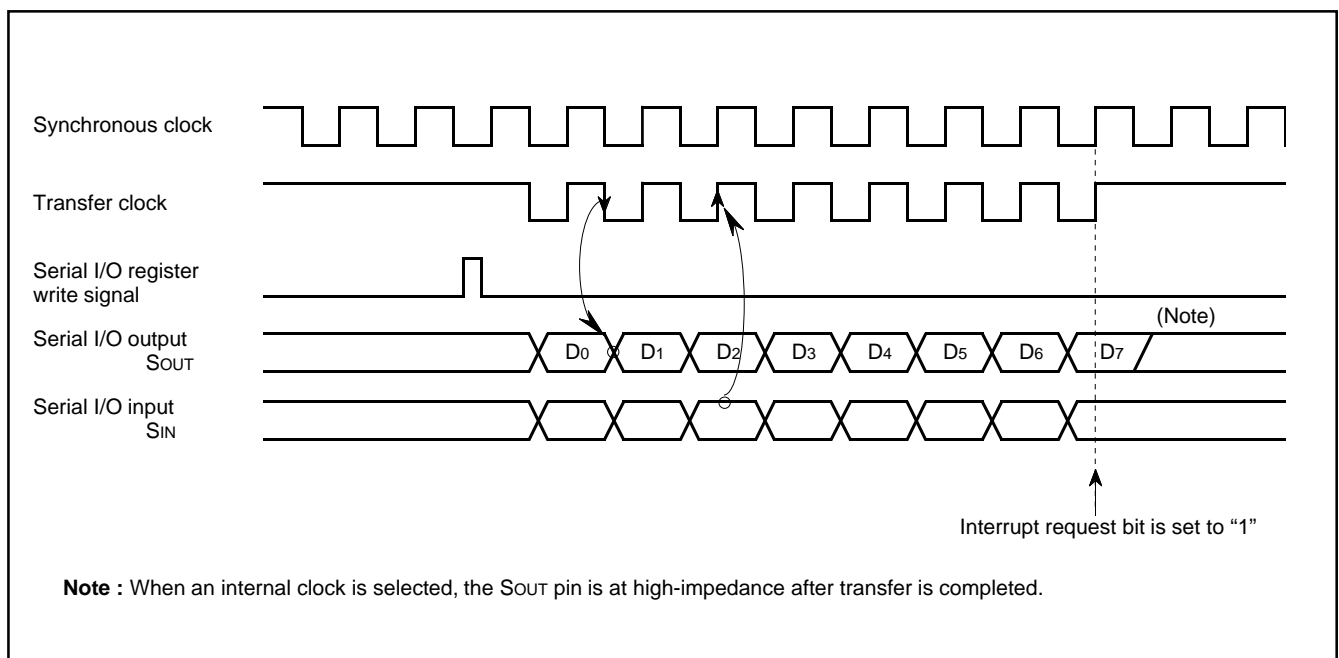 Synchronous clock
Transfer clock
Serial I/O register
write signal
(Note)
Serial I/O output
SOUT
D0 D1 D2 D3 D4 D5 D6 D7
Serial I/O input
SIN
Interrupt request bit is set to “1”
Note : When an internal clock is selected, the SOUT pin is at high-impedance after transfer is completed.